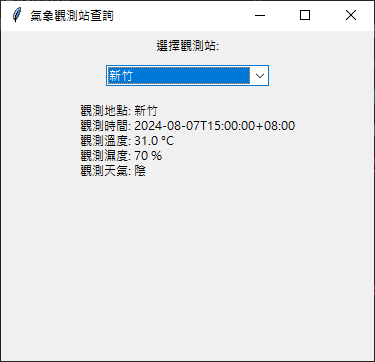 氣象觀測站查詢
選擇觀測站:
新竹
觀測地點: 新竹
觀測時間: 2024-08-07T15:00:00+08:00
觀測溫度: 31.0 °C
觀測濕度: 70 %
觀測天氣: 陰